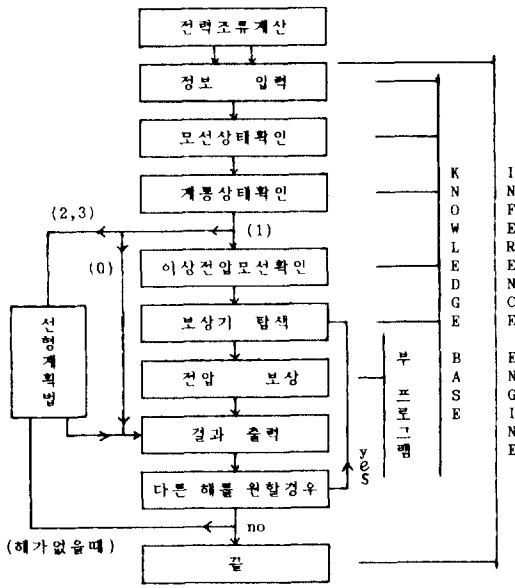 전력조류계산
정보 입력
모선상태확인
계통상태확인
(2,3)
(1)
(0)
이상전압모선확인
보상기 탐색
선형계획법
전압 보상
결과 출력
다른 해를 원할경우
yes
no
(해가없을때)
끝
부 프로그램
KNOWLEDGE BASE
INFERENCE ENGINE